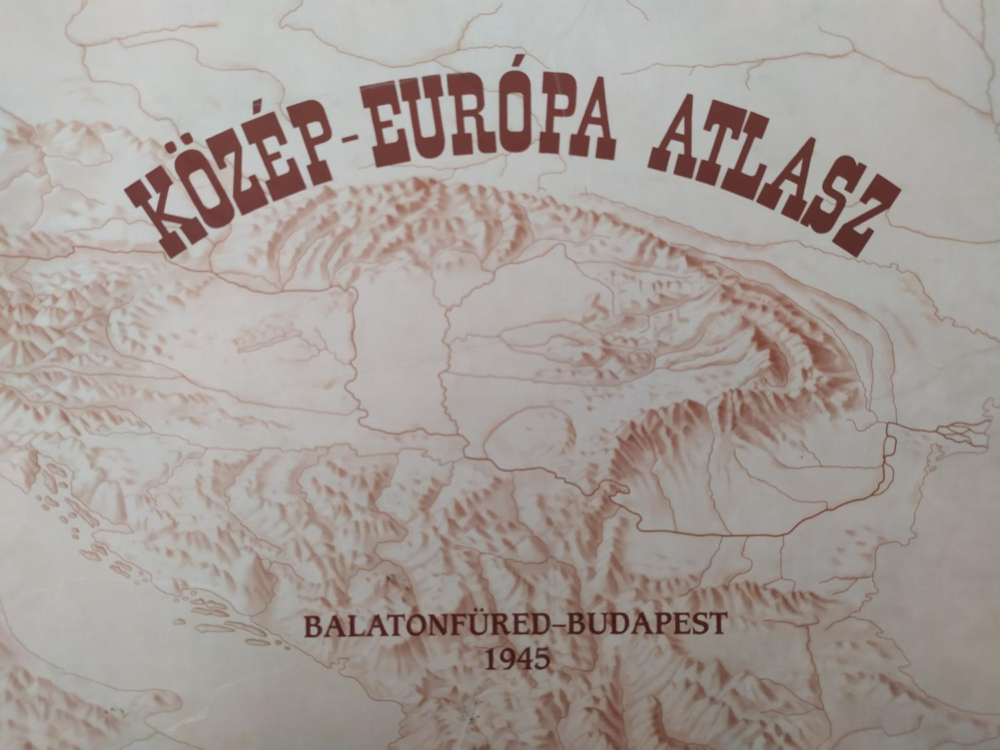 KÖZÉP-EURÓPA ATLASZ
BALATONFÜRED–BUDAPEST
1945